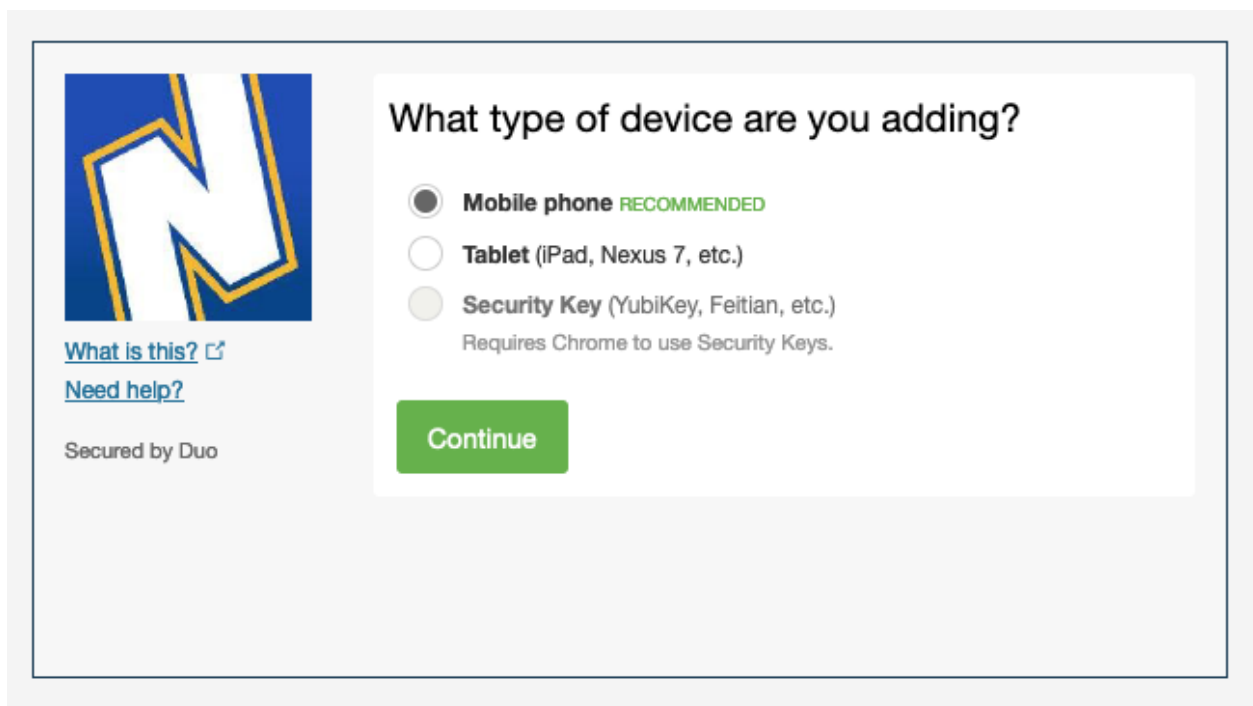 What type of device are you adding?
Mobile phone RECOMMENDED
Tablet (iPad, Nexus 7, etc.)
Security Key (YubiKey, Feitian, etc.)
Requires Chrome to use Security Keys.
Continue
N
What is this?
Need help?
Secured by Duo